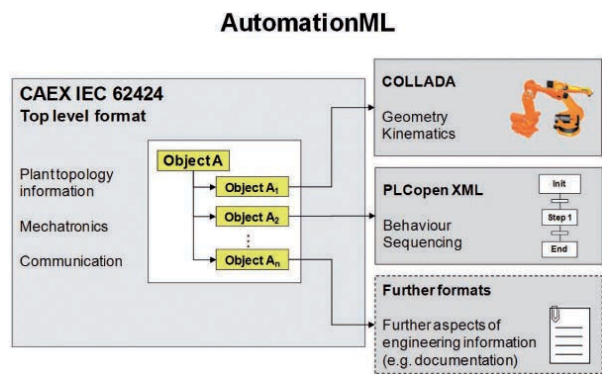 AutomationML
CAEX IEC 62424
Top level format
Plant topology
information
Mechatronics
Communication
Object A
Object A1
Object A2
⋮
Object An
COLLADA
Geometry
Kinematics
PLCopen XML
Behaviour
Sequencing
Init
Step 1
End
Further formats
Further aspects of
engineering information
(e.g. documentation)